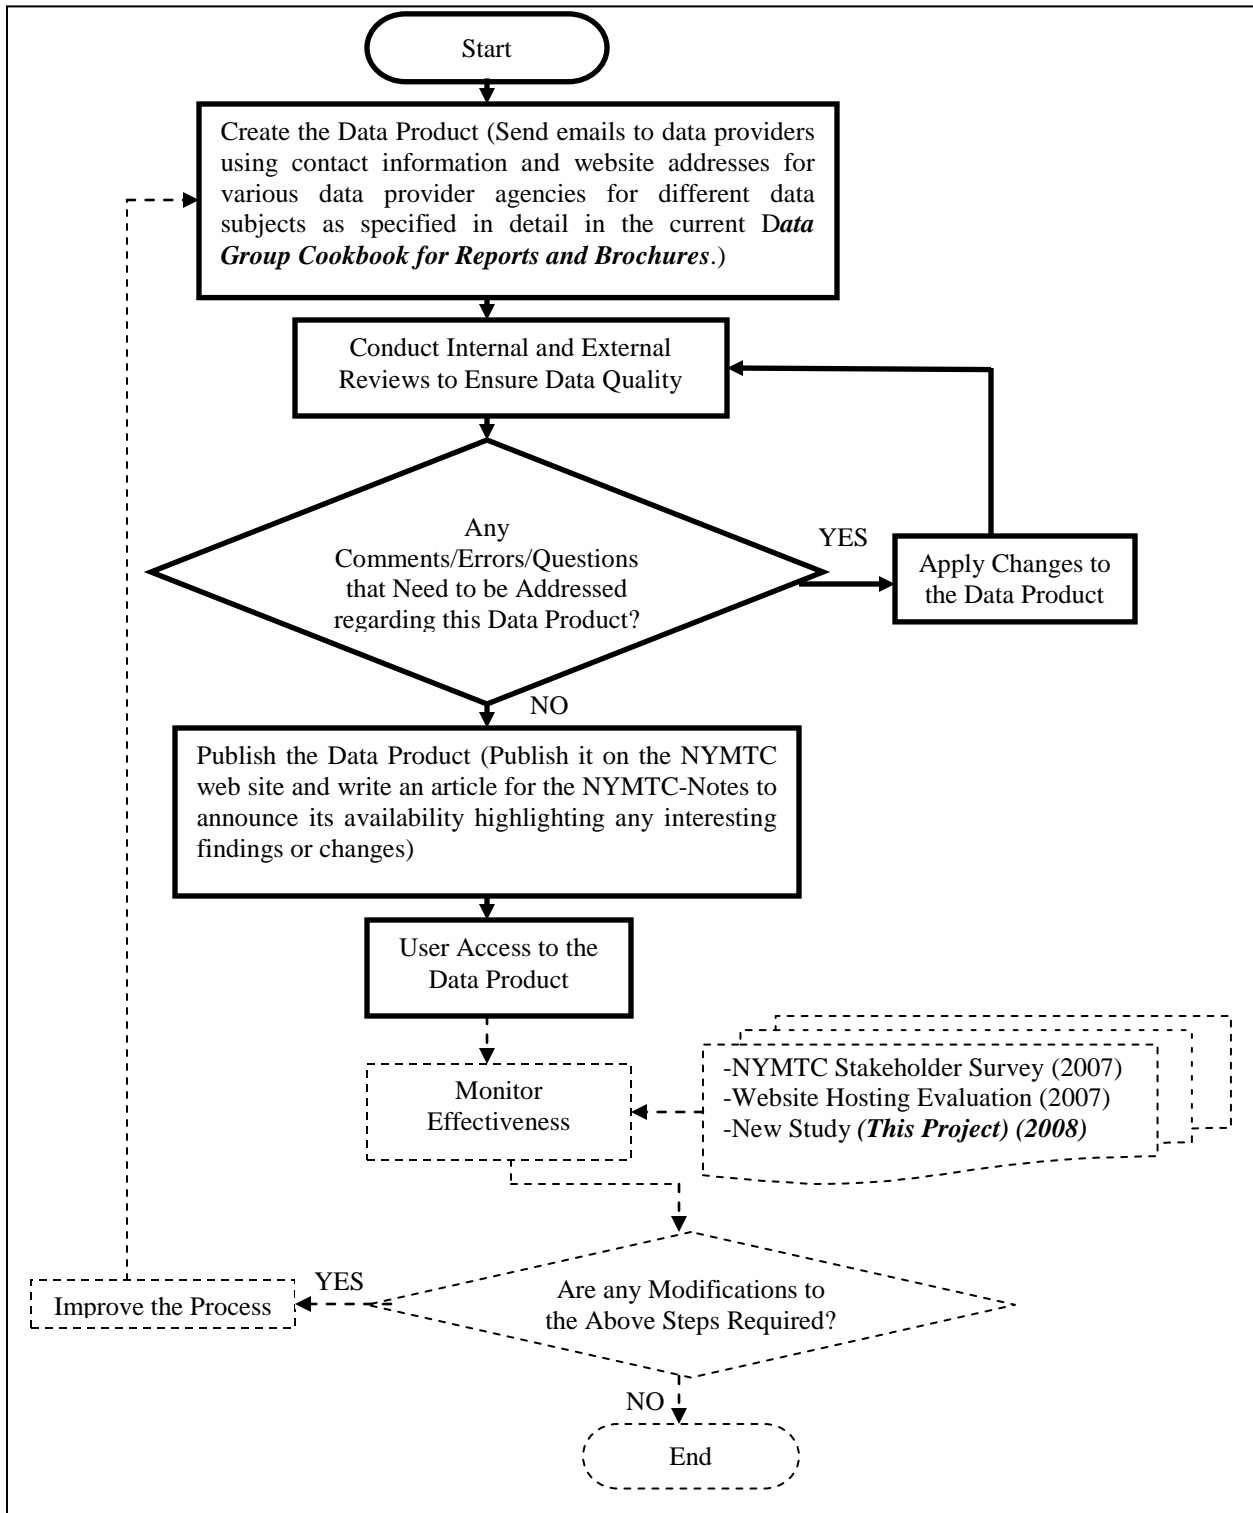 Start
Create the Data Product (Send emails to data providers
using contact information and website addresses for
various data provider agencies for different data
subjects as specified in detail in the current Data
Group Cookbook for Reports and Brochures.)
Conduct Internal and External
Reviews to Ensure Data Quality
Any
Comments/Errors/Questions
that Need to be Addressed
regarding this Data Product?
YES
Apply Changes to
the Data Product
NO
Publish the Data Product (Publish it on the NYMTC
web site and write an article for the NYMTC-Notes to
announce its availability highlighting any interesting
findings or changes)
User Access to the
Data Product
Monitor
Effectiveness
-NYMTC Stakeholder Survey (2007)
-Website Hosting Evaluation (2007)
-New Study (This Project) (2008)
Are any Modifications to
the Above Steps Required?
YES
Improve the Process
NO
End